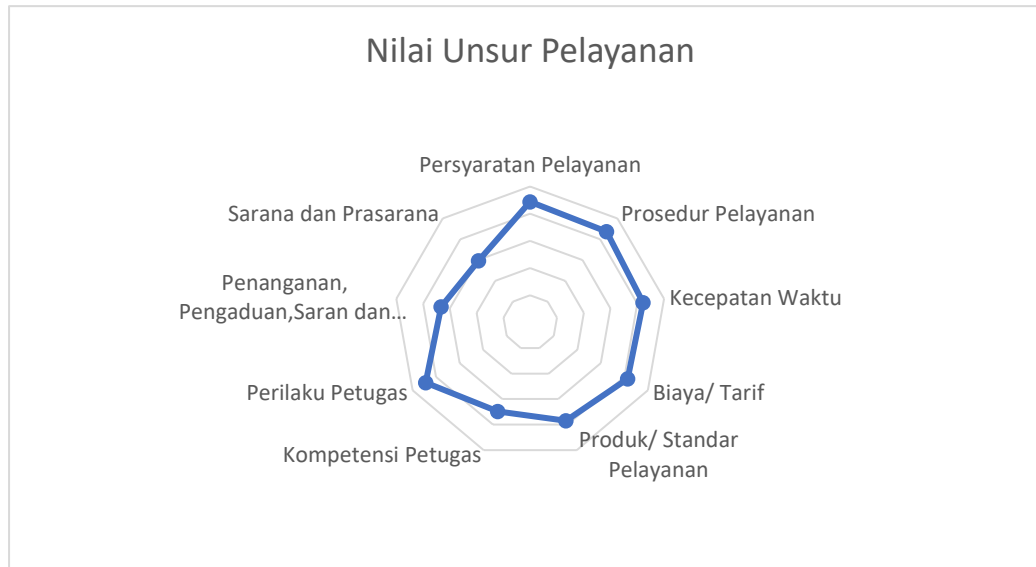 Nilai Unsur Pelayanan
Persyaratan Pelayanan
Prosedur Pelayanan
Kecepatan Waktu
Biaya/ Tarif
Produk/ Standar
Pelayanan
Kompetensi Petugas
Perilaku Petugas
Penanganan,
Pengaduan,Saran dan...
Sarana dan Prasarana